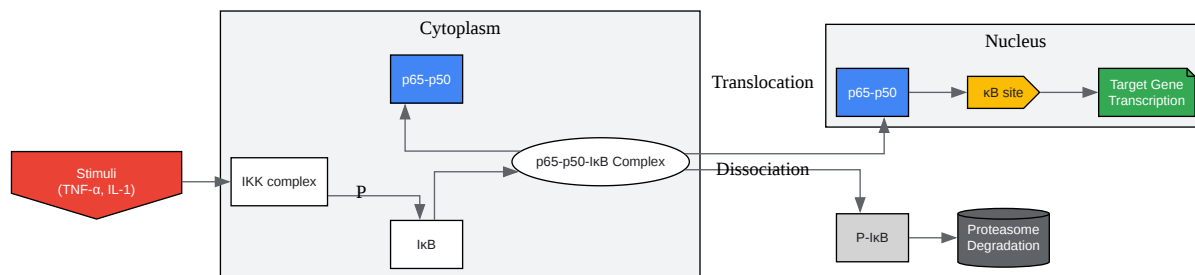 Cytoplasm
Nucleus
p65-p50
Translocation
p65-p50
κB site
Target Gene
Transcription
Stimuli
(TNF-α, IL-1)
IKK complex
P
p65-p50-IκB Complex
Dissociation
IκB
P-IκB
Proteasome
Degradation